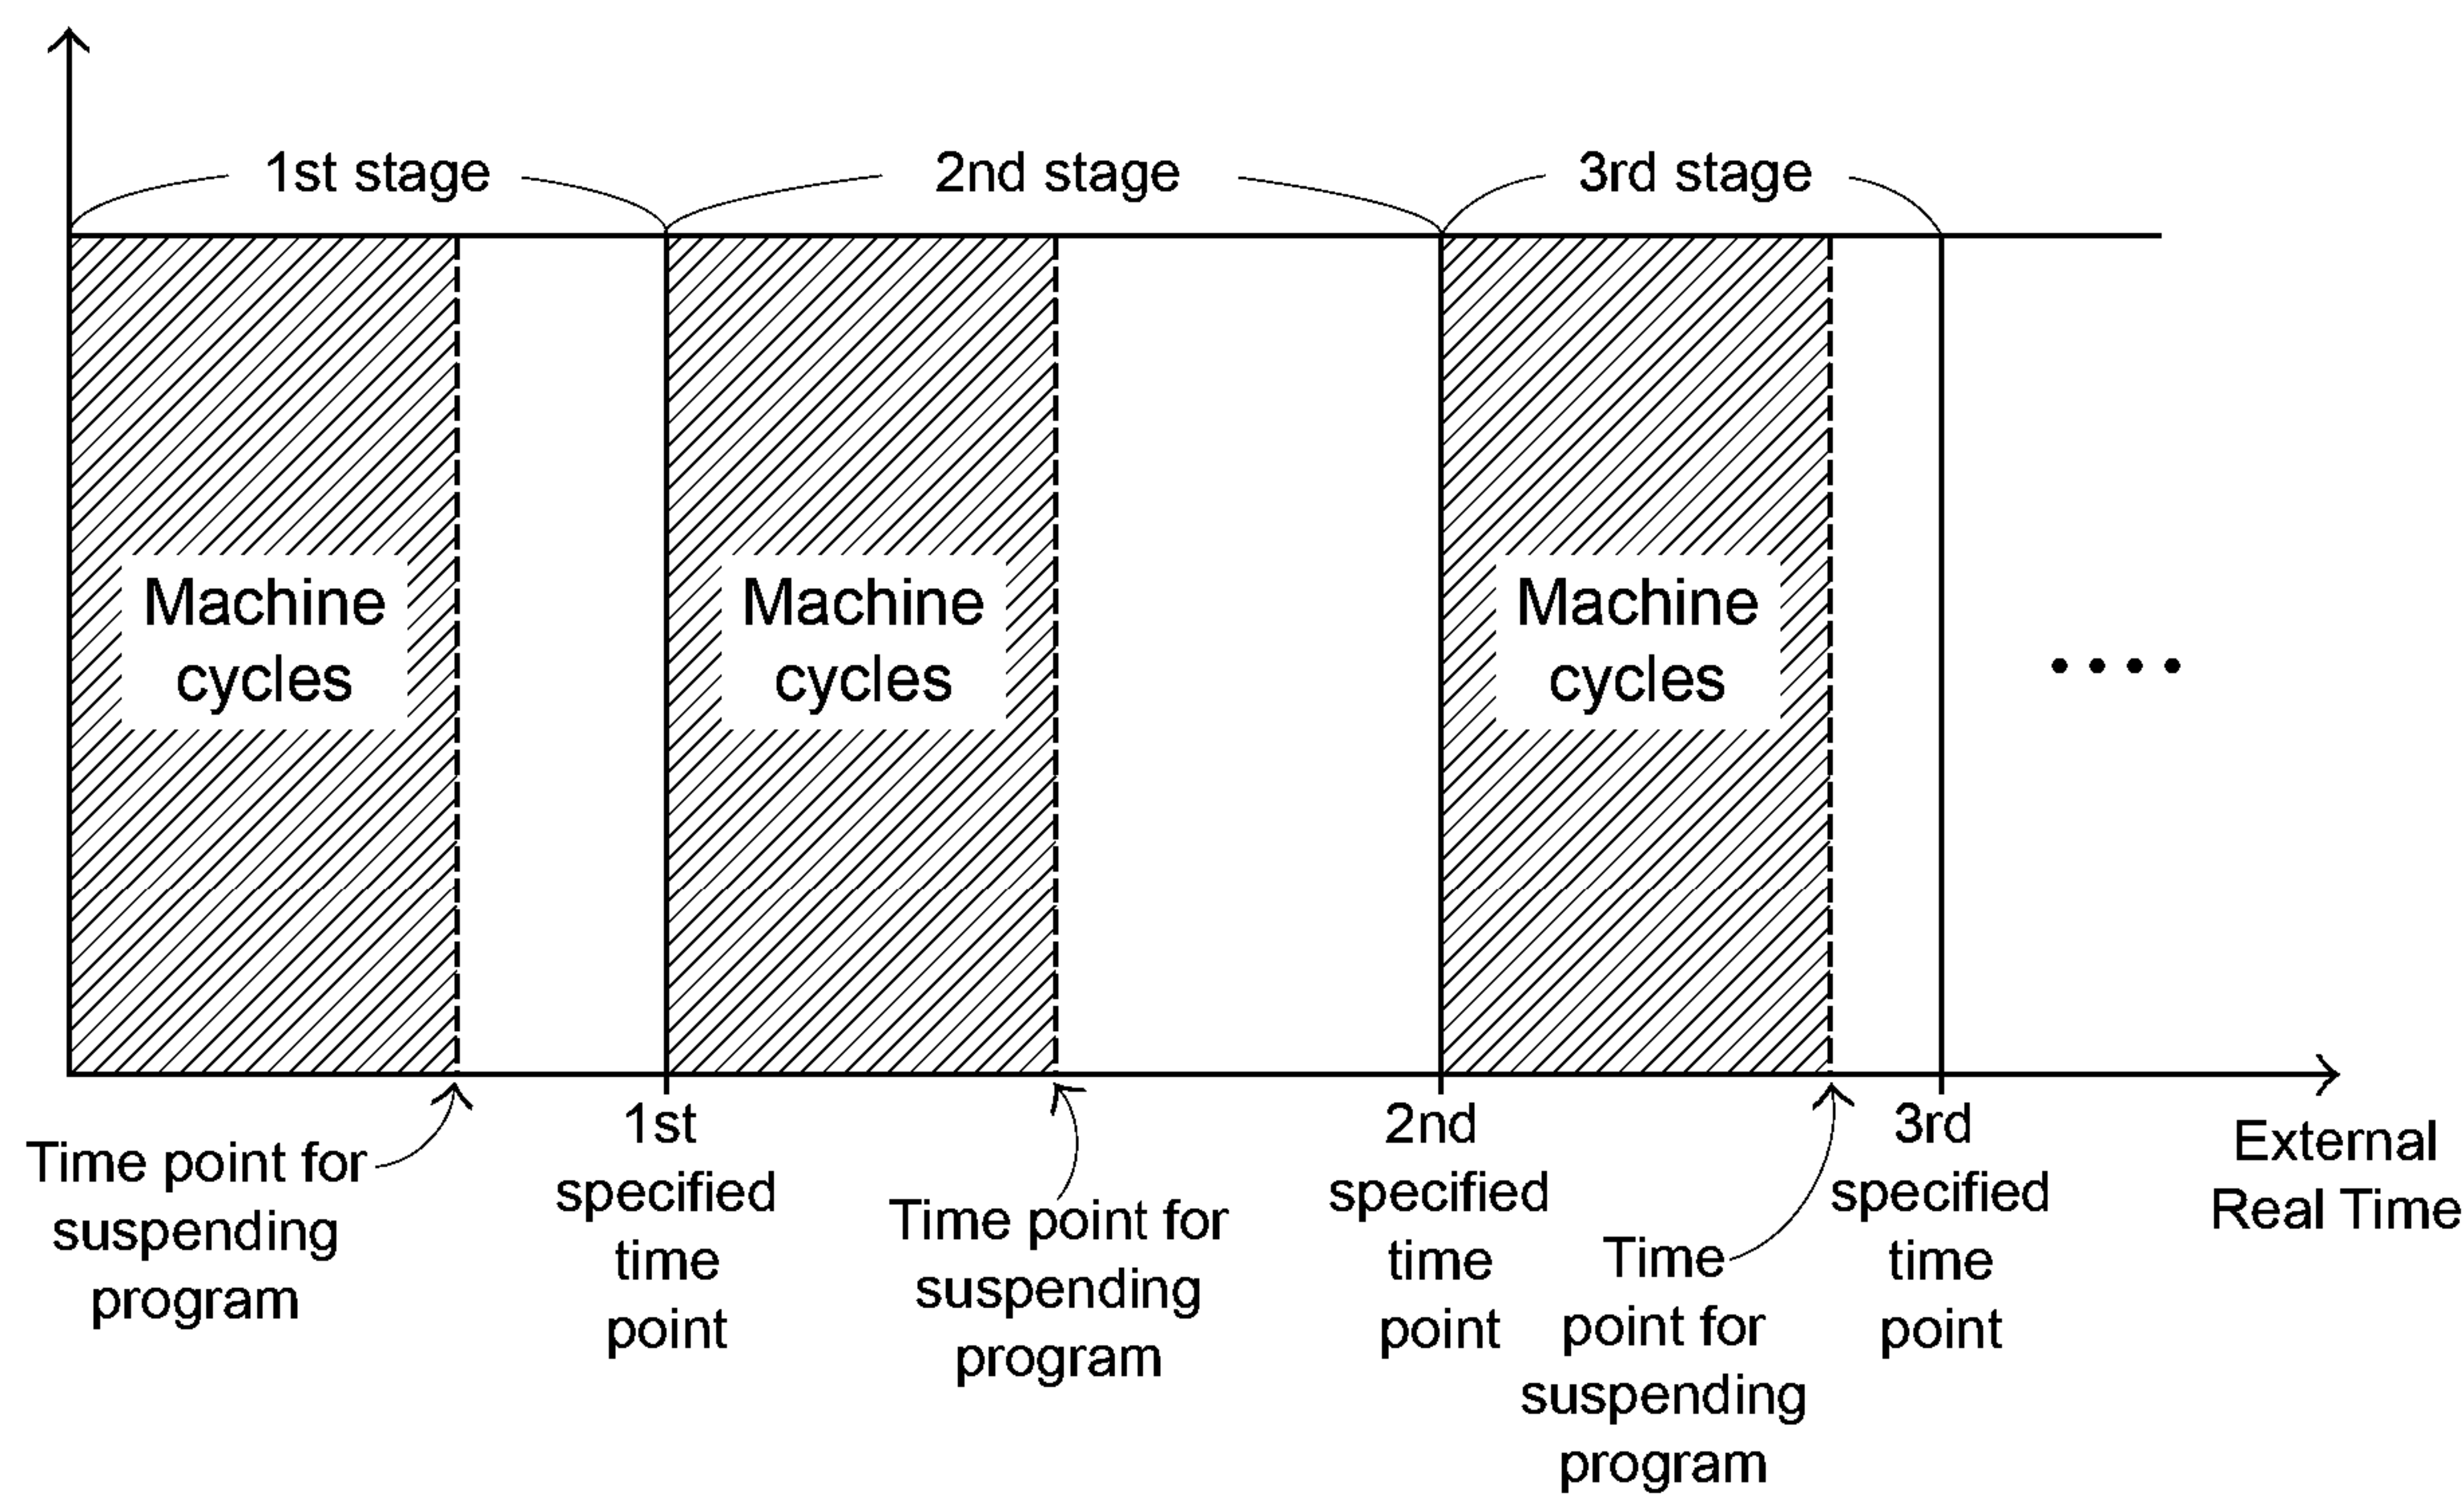 1st stage
2nd stage
3rd stage
Machine
cycles
Machine
cycles
Machine
cycles
Time point for
suspending
program
1st
specified
time
point
Time point for
suspending
program
2nd
specified
time
point
Time
point for
suspending
program
3rd
specified
time
point
External
Real Time